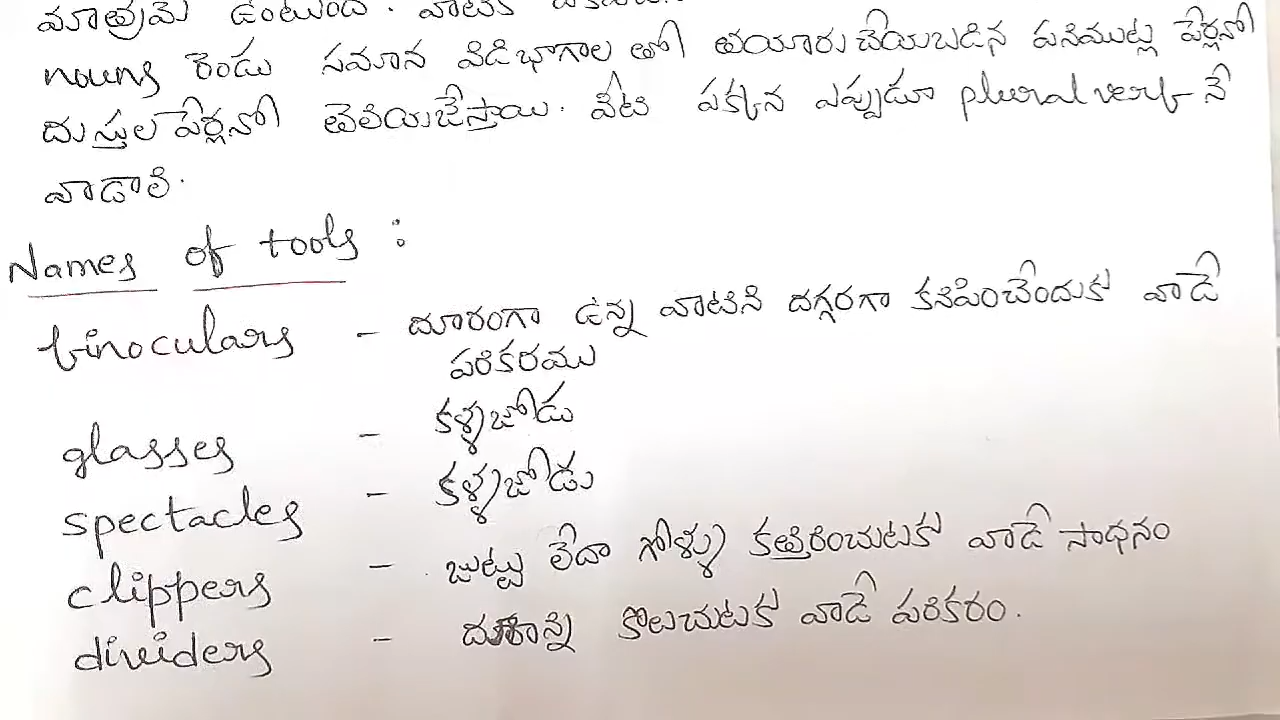 మాత్రమే ఉంటుంది. వాటికి
nouns రెండు సమాన విడిభాగాల తో తయారుచేయబడిన పనిముట్ల పేర్లనో
దుస్తుల పేర్లనో తెలియజేస్తాయి. వీటి పక్కన ఎప్పుడూ plural verb నే
వాడాలి.
Names of tools :
binoculars - దూరంగా ఉన్న వాటిని దగ్గరగా కనిపించేందుకు వాడే
పరికరము
glasses - కళ్ళజోడు
spectacles - కళ్ళజోడు
clippers - జుట్టు లేదా గోళ్ళు కత్తిరించుటకు వాడే సాధనం
dividers - దూరాన్ని కొలుచుటకు వాడే పరికరం.